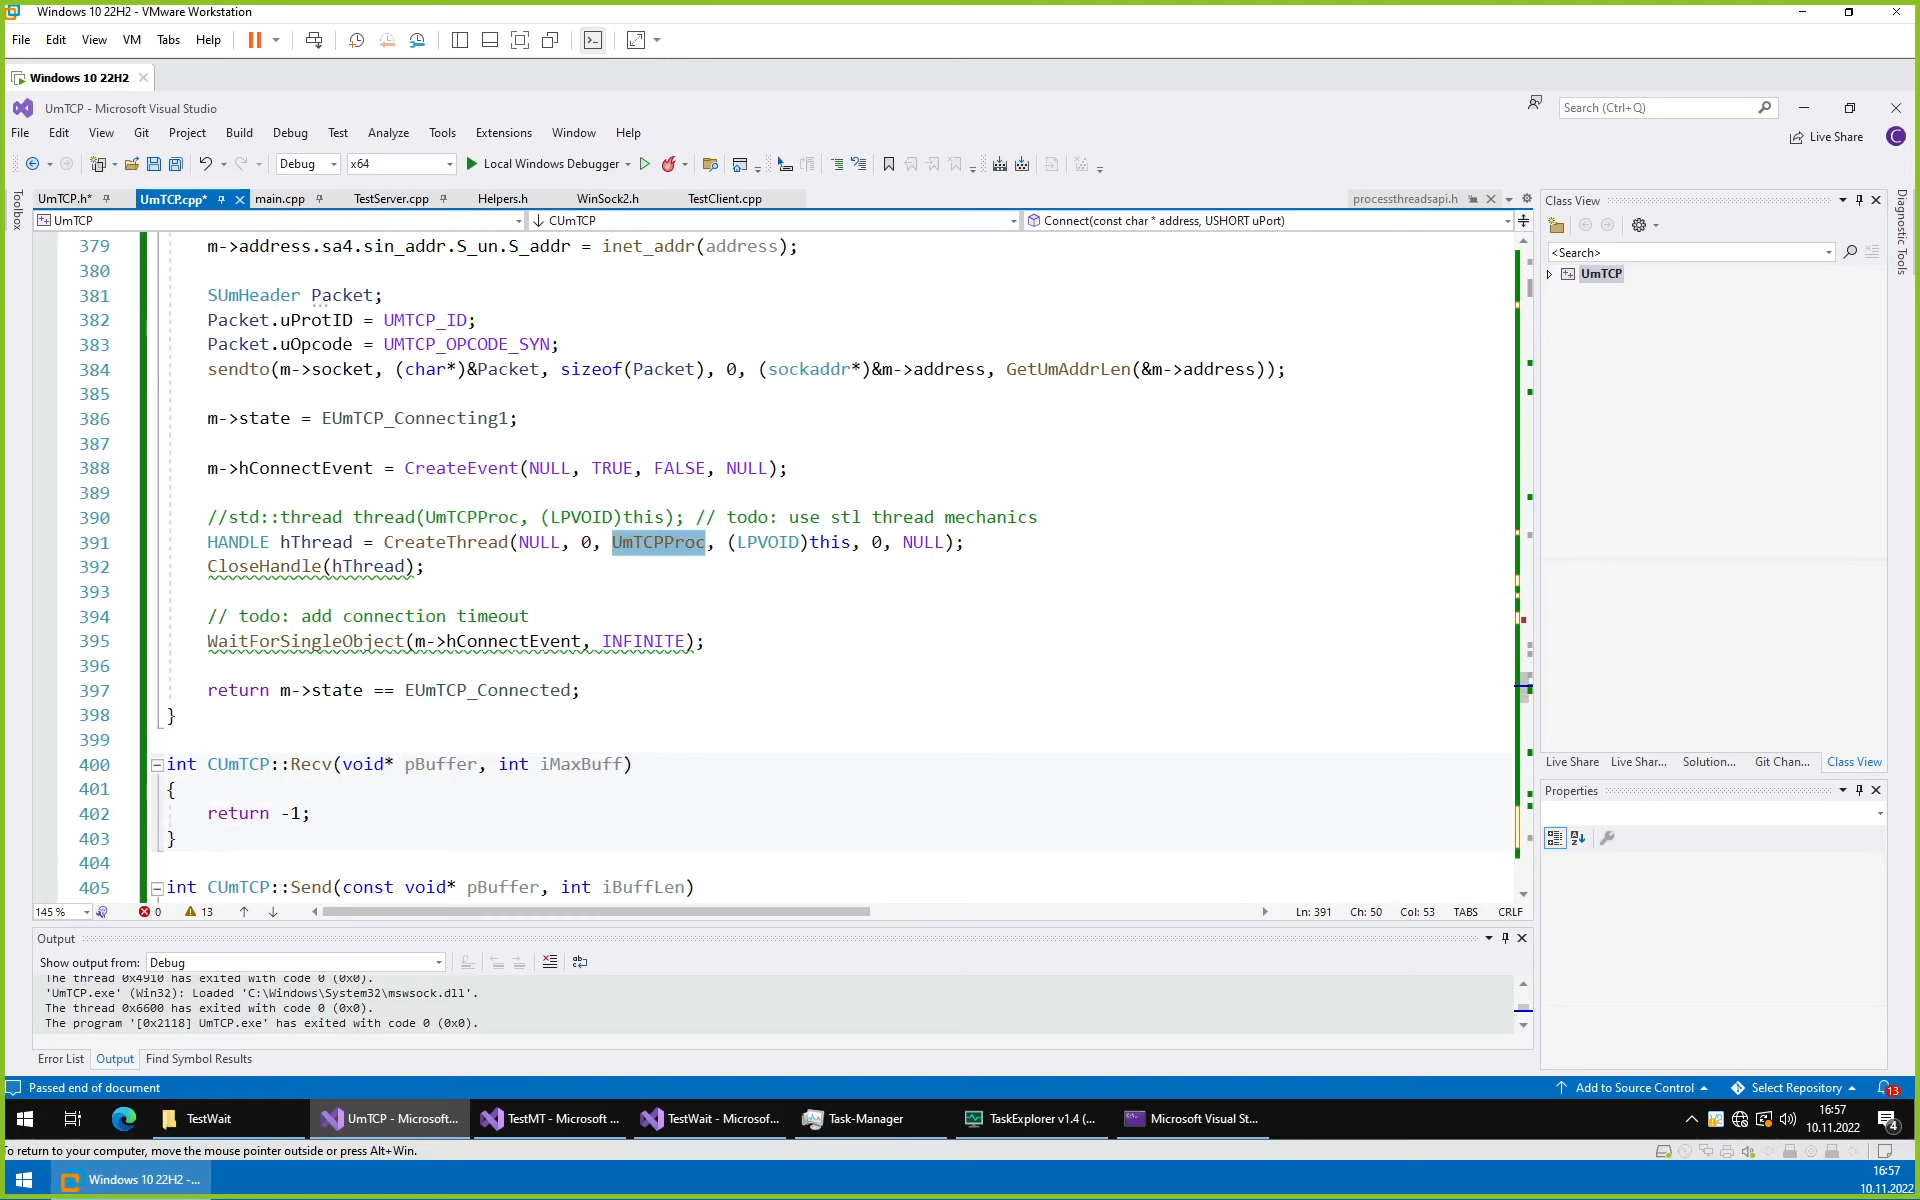 Windows 10 22H2 - VMware Workstation
File Edit View VM Tabs Help
Windows 10 22H2
UmTCP - Microsoft Visual Studio
Search (Ctrl+Q)
File Edit View Git Project Build Debug Test Analyze Tools Extensions Window Help
Live Share
C
Debug x64 Local Windows Debugger
Toolbox
UmTCP.h* UmTCP.cpp* main.cpp TestServer.cpp Helpers.h WinSock2.h TestClient.cpp processthreadsapi.h
UmTCP CUmTCP Connect(const char * address, USHORT uPort)
379 m->address.sa4.sin_addr.S_un.S_addr = inet_addr(address);
380
381 SUmHeader Packet;
382 Packet.uProtID = UMTCP_ID;
383 Packet.uOpcode = UMTCP_OPCODE_SYN;
384 sendto(m->socket, (char*)&Packet, sizeof(Packet), 0, (sockaddr*)&m->address, GetUmAddrLen(&m->address));
385
386 m->state = EUmTCP_Connecting1;
387
388 m->hConnectEvent = CreateEvent(NULL, TRUE, FALSE, NULL);
389
390 //std::thread thread(UmTCPProc, (LPVOID)this); // todo: use stl thread mechanics
391 HANDLE hThread = CreateThread(NULL, 0, UmTCPProc, (LPVOID)this, 0, NULL);
392 CloseHandle(hThread);
393
394 // todo: add connection timeout
395 WaitForSingleObject(m->hConnectEvent, INFINITE);
396
397 return m->state == EUmTCP_Connected;
398 }
399
400 int CUmTCP::Recv(void* pBuffer, int iMaxBuff)
401 {
402 return -1;
403 }
404
405 int CUmTCP::Send(const void* pBuffer, int iBuffLen)
145 % 0 13 Ln: 391 Ch: 50 Col: 53 TABS CRLF
Class View
<Search>
UmTCP
Diagnostic Tools
Live Share Live Shar... Solution... Git Chan... Class View
Properties
Output
Show output from: Debug
The thread 0x4910 has exited with code 0 (0x0).
'UmTCP.exe' (Win32): Loaded 'C:\Windows\System32\mswsock.dll'.
The thread 0x6600 has exited with code 0 (0x0).
The program '[0x2118] UmTCP.exe' has exited with code 0 (0x0).
Error List Output Find Symbol Results
Passed end of document Add to Source Control Select Repository 13
TestWait UmTCP - Microsoft... TestMT - Microsoft ... TestWait - Microsof... Task-Manager TaskExplorer v1.4 (... Microsoft Visual St...
16:57
10.11.2022
4
To return to your computer, move the mouse pointer outside or press Alt+Win.
Windows 10 22H2 -...
16:57
10.11.2022